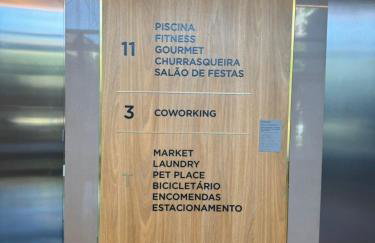 11
PISCINA
FITNESS
GOURMET
CHURRASQUEIRA
SALÃO DE FESTAS
3 COWORKING
T
MARKET
LAUNDRY
PET PLACE
BICICLETÁRIO
ENCOMENDAS
ESTACIONAMENTO